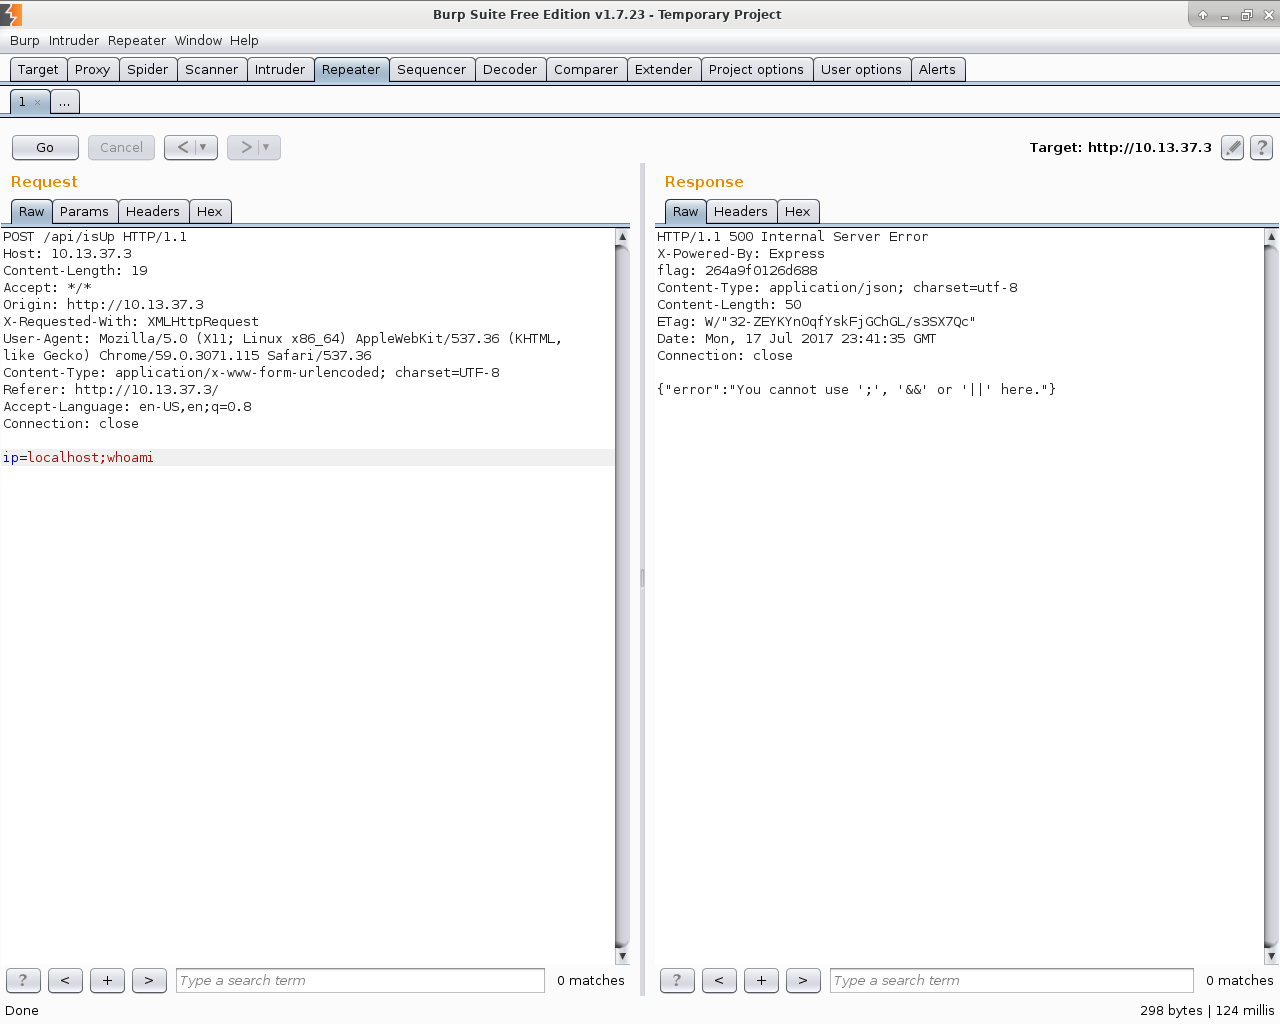 Burp Suite Free Edition v1.7.23 - Temporary Project
Burp Intruder Repeater Window Help
Target Proxy Spider Scanner Intruder Repeater Sequencer Decoder Comparer Extender Project options User options Alerts
1 × ...
Go Cancel < > Target: http://10.13.37.3 ?
Request
Raw Params Headers Hex
POST /api/isUp HTTP/1.1
Host: 10.13.37.3
Content-Length: 19
Accept: */*
Origin: http://10.13.37.3
X-Requested-With: XMLHttpRequest
User-Agent: Mozilla/5.0 (X11; Linux x86_64) AppleWebKit/537.36 (KHTML,
like Gecko) Chrome/59.0.3071.115 Safari/537.36
Content-Type: application/x-www-form-urlencoded; charset=UTF-8
Referer: http://10.13.37.3/
Accept-Language: en-US,en;q=0.8
Connection: close
ip=localhost;whoami
? < + > Type a search term 0 matches
Response
Raw Headers Hex
HTTP/1.1 500 Internal Server Error
X-Powered-By: Express
flag: 264a9f0126d688
Content-Type: application/json; charset=utf-8
Content-Length: 50
ETag: W/"32-ZEYKYnOqfYskFjGChGL/s3SX7Qc"
Date: Mon, 17 Jul 2017 23:41:35 GMT
Connection: close
{"error":"You cannot use ';', '&&' or '||' here."}
? < + > Type a search term 0 matches
Done 298 bytes | 124 millis